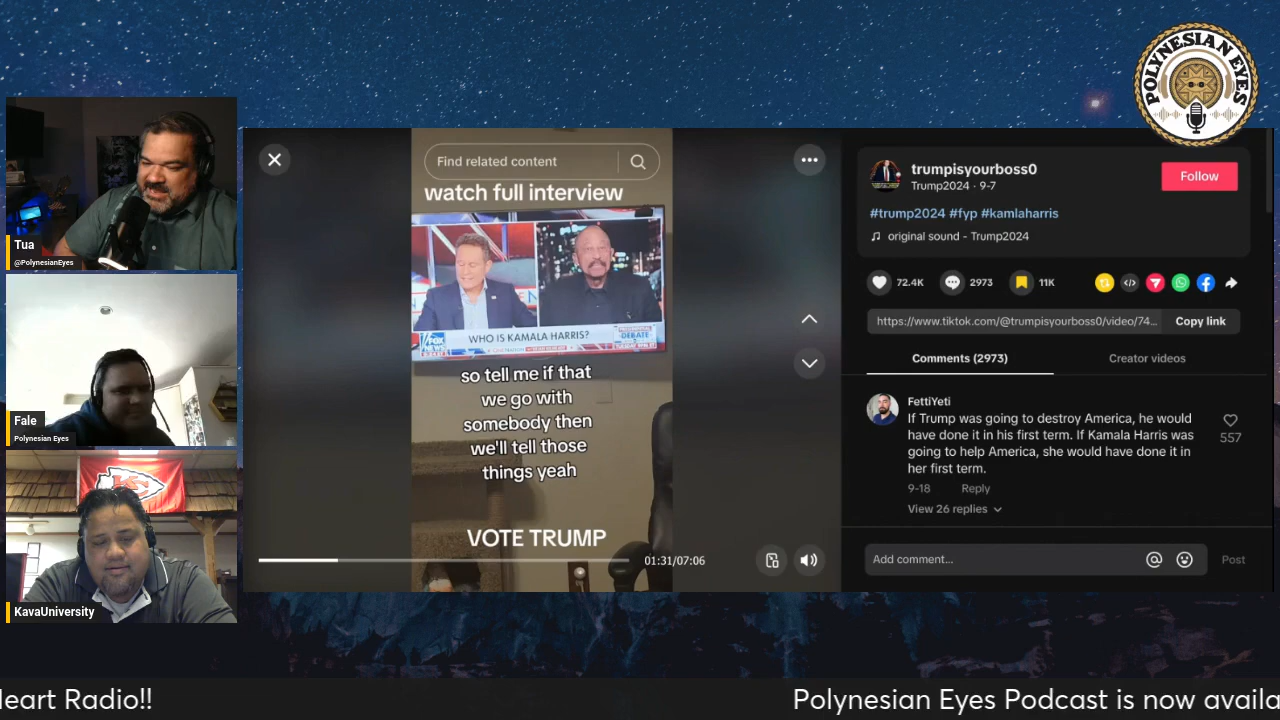 POLYNESIAN EYES
Tua
@PolynesianEyes
Fale
Polynesian Eyes
KC
KavaUniversity
Find related content
watch full interview
WHO IS KAMALA HARRIS?
FOX
NEWS
DEBATE
so tell me if that
we go with
somebody then
we'll tell those
things yeah
VOTE TRUMP
01:31/07:06
trumpisyourboss0
Trump2024 · 9-7
Follow
#trump2024 #fyp #kamlaharris
original sound - Trump2024
72.4K
2973
11K
https://www.tiktok.com/@trumpisyourboss0/video/74...
Copy link
Comments (2973)
Creator videos
FettiYeti
If Trump was going to destroy America, he would
have done it in his first term. If Kamala Harris was
going to help America, she would have done it in
her first term.
557
9-18
Reply
View 26 replies
Add comment...
Post
Heart Radio!!
Polynesian Eyes Podcast is now availa